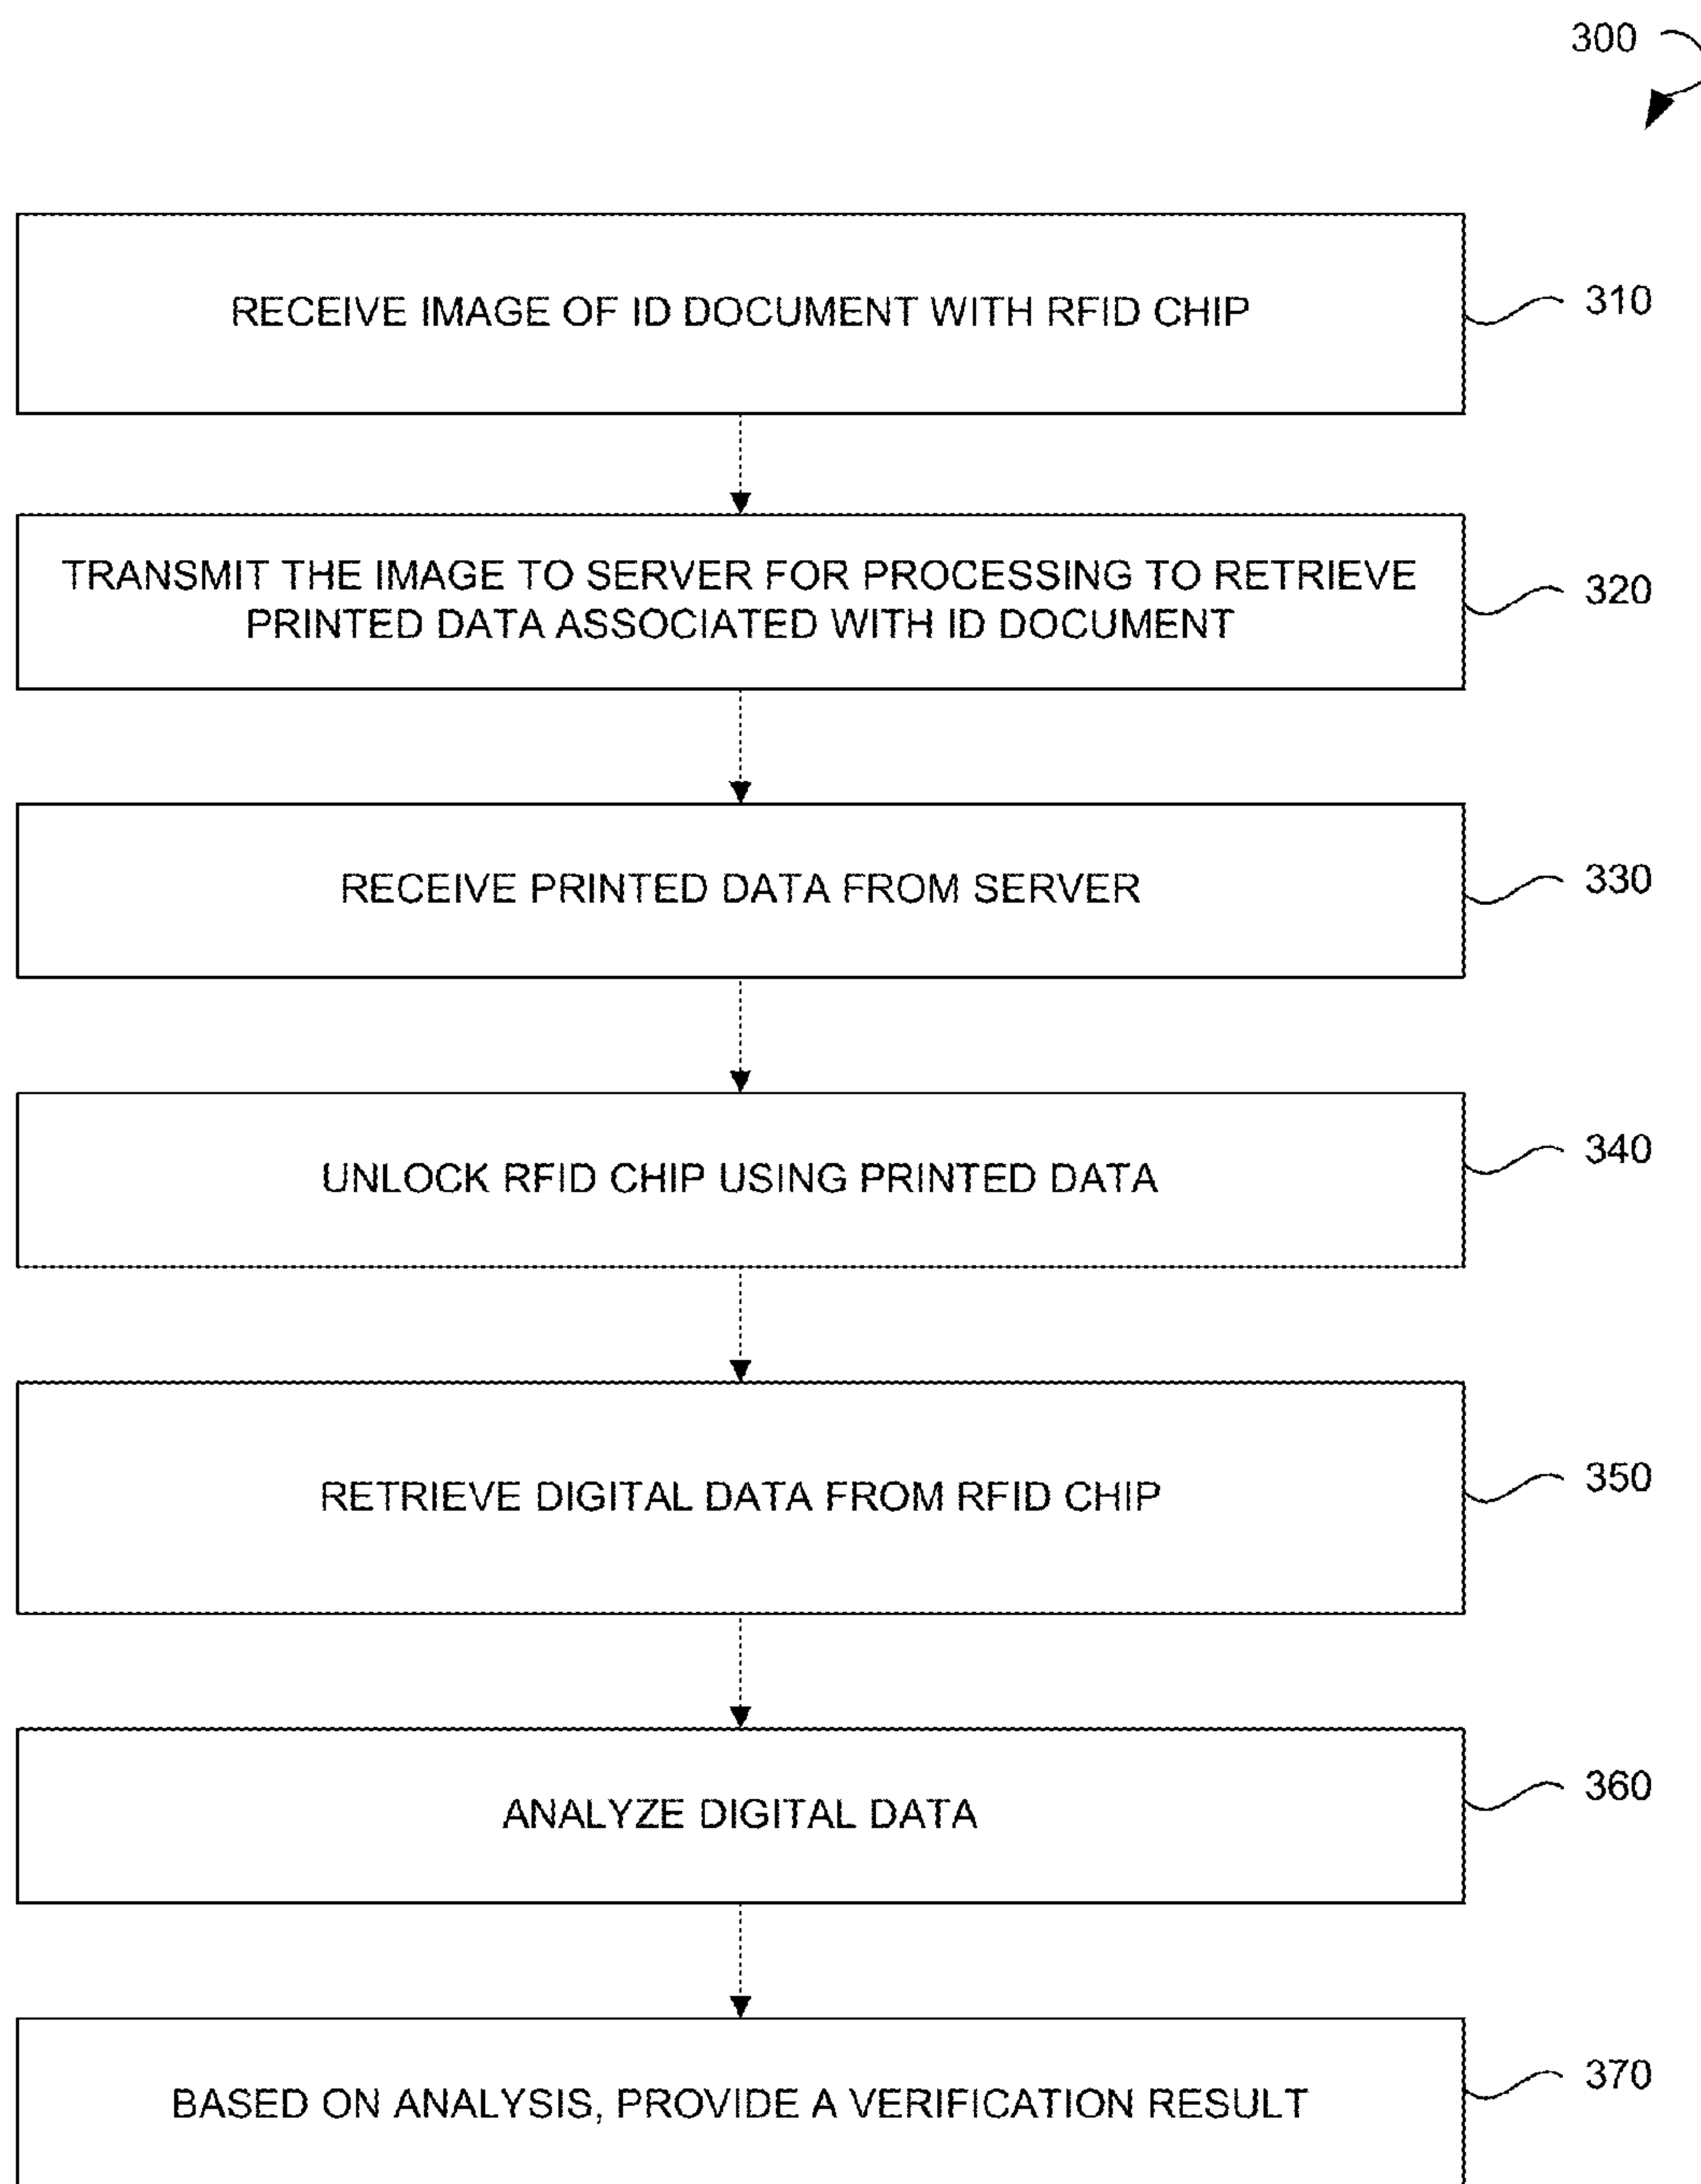 300
RECEIVE IMAGE OF ID DOCUMENT WITH RFID CHIP
310
TRANSMIT THE IMAGE TO SERVER FOR PROCESSING TO RETRIEVE
PRINTED DATA ASSOCIATED WITH ID DOCUMENT
320
RECEIVE PRINTED DATA FROM SERVER
330
UNLOCK RFID CHIP USING PRINTED DATA
340
RETRIEVE DIGITAL DATA FROM RFID CHIP
350
ANALYZE DIGITAL DATA
360
BASED ON ANALYSIS, PROVIDE A VERIFICATION RESULT
370